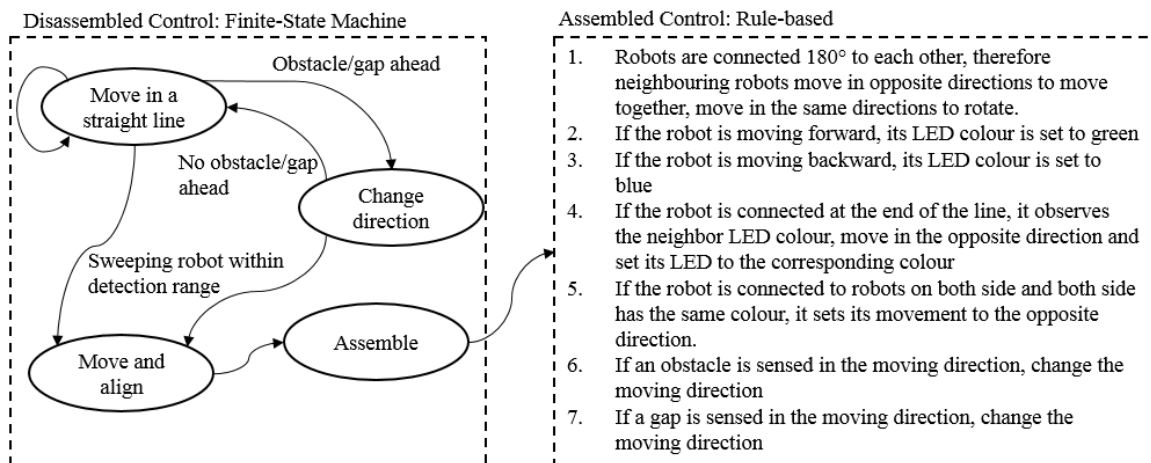 Disassembled Control: Finite-State Machine
Obstacle/gap ahead
Move in a
straight line
No obstacle/gap
ahead
Change
direction
Sweeping robot within
detection range
Move and
align
Assemble
Assembled Control: Rule-based
1. Robots are connected 180° to each other, therefore
neighbouring robots move in opposite directions to move
together, move in the same directions to rotate.
2. If the robot is moving forward, its LED colour is set to green
3. If the robot is moving backward, its LED colour is set to
blue
4. If the robot is connected at the end of the line, it observes
the neighbor LED colour, move in the opposite direction and
set its LED to the corresponding colour
5. If the robot is connected to robots on both side and both side
has the same colour, it sets its movement to the opposite
direction.
6. If an obstacle is sensed in the moving direction, change the
moving direction
7. If a gap is sensed in the moving direction, change the
moving direction